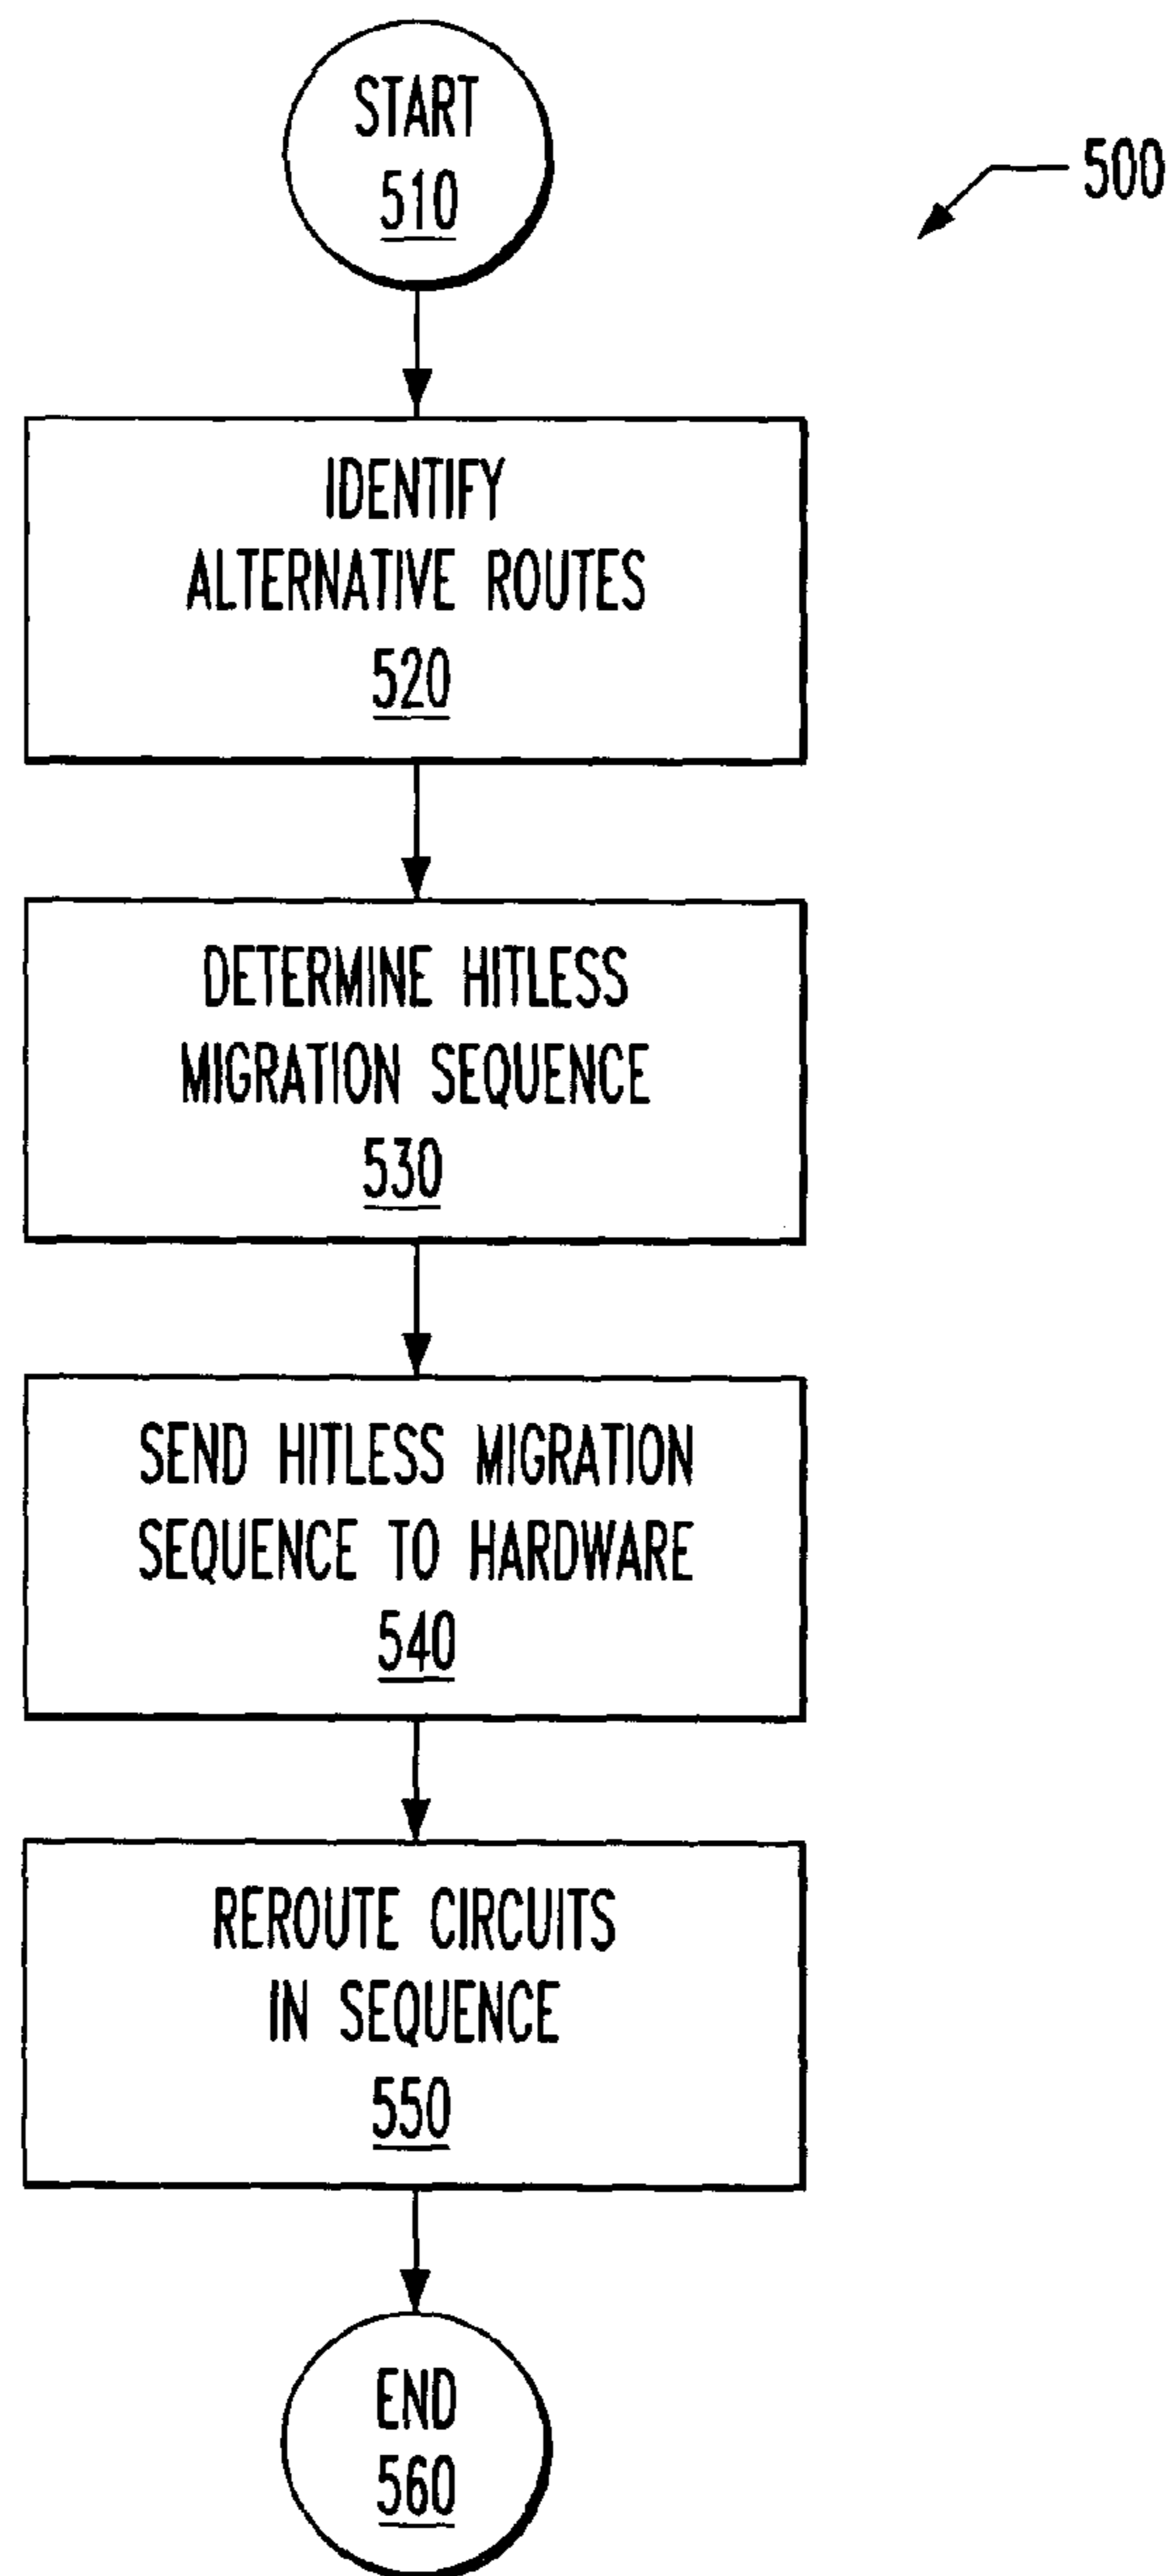 START
510
500
IDENTIFY
ALTERNATIVE ROUTES
520
DETERMINE HITLESS
MIGRATION SEQUENCE
530
SEND HITLESS MIGRATION
SEQUENCE TO HARDWARE
540
REROUTE CIRCUITS
IN SEQUENCE
550
END
560